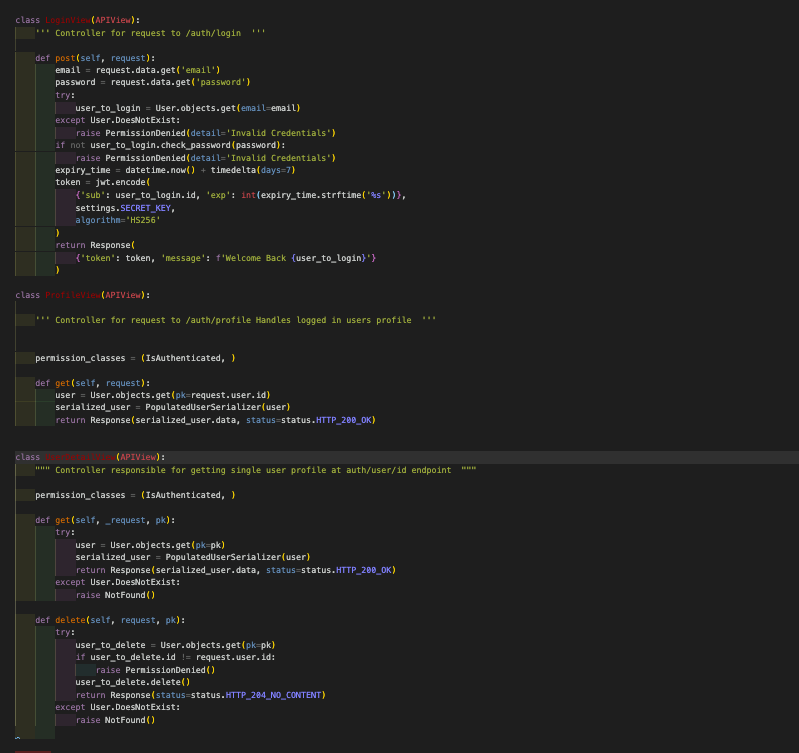 class LoginView(APIView):
    ''' Controller for request to /auth/login  '''
    def post(self, request):
        email = request.data.get('email')
        password = request.data.get('password')
        try:
            user_to_login = User.objects.get(email=email)
        except User.DoesNotExist:
            raise PermissionDenied(detail='Invalid Credentials')
        if not user_to_login.check_password(password):
            raise PermissionDenied(detail='Invalid Credentials')
        expiry_time = datetime.now() + timedelta(days=7)
        token = jwt.encode(
            {'sub': user_to_login.id, 'exp': int(expiry_time.strftime('%s'))},
            settings.SECRET_KEY,
            algorithm='HS256'
        )
        return Response(
            {'token': token, 'message': f'Welcome Back {user_to_login}'}
        )
class ProfileView(APIView):
    ''' Controller for request to /auth/profile Handles logged in users profile  '''
    permission_classes = (IsAuthenticated, )
    def get(self, request):
        user = User.objects.get(pk=request.user.id)
        serialized_user = PopulatedUserSerializer(user)
        return Response(serialized_user.data, status=status.HTTP_200_OK)
class (APIView):
    """ Controller responsible for getting single user profile at auth/user/id endpoint  """
    permission_classes = (IsAuthenticated, )
    def get(self, _request, pk):
        try:
            user = User.objects.get(pk=pk)
            serialized_user = PopulatedUserSerializer(user)
            return Response(serialized_user.data, status=status.HTTP_200_OK)
        except User.DoesNotExist:
            raise NotFound()
    def delete(self, request, pk):
        try:
            user_to_delete = User.objects.get(pk=pk)
            if user_to_delete.id != request.user.id:
                raise PermissionDenied()
            user_to_delete.delete()
            return Response(status=status.HTTP_204_NO_CONTENT)
        except User.DoesNotExist:
            raise NotFound()